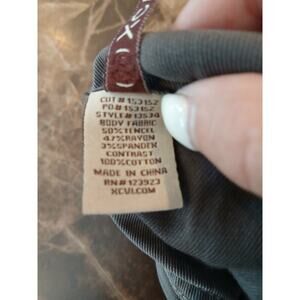 XCVI
CUT# 153152
PO# 153152
STYLE# 13534
BODY FABRIC
50%TENCEL
47%RAYON
3%SPANDEX
CONTRAST
100%COTTON
MADE IN CHINA
RN# 123923
XCVI.COM